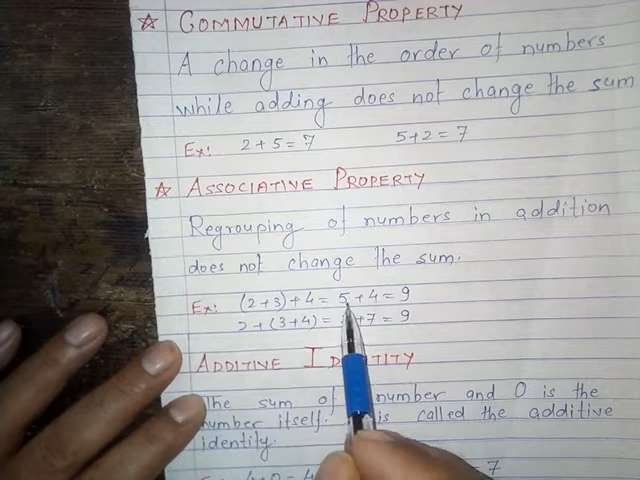 ☆ COMMUTATIVE PROPERTY
A change in the order of numbers
while adding does not change the sum
Ex: 2+5=7 5+2=7
☆ ASSOCIATIVE PROPERTY
Regrouping of numbers in addition
does not change the sum.
Ex: (2+3)+4= 5+4=9
2+(3+4)= +7=9
ADDITIVE
The sum of number and 0 is the
number itself. is called the additive
identity.
= 7